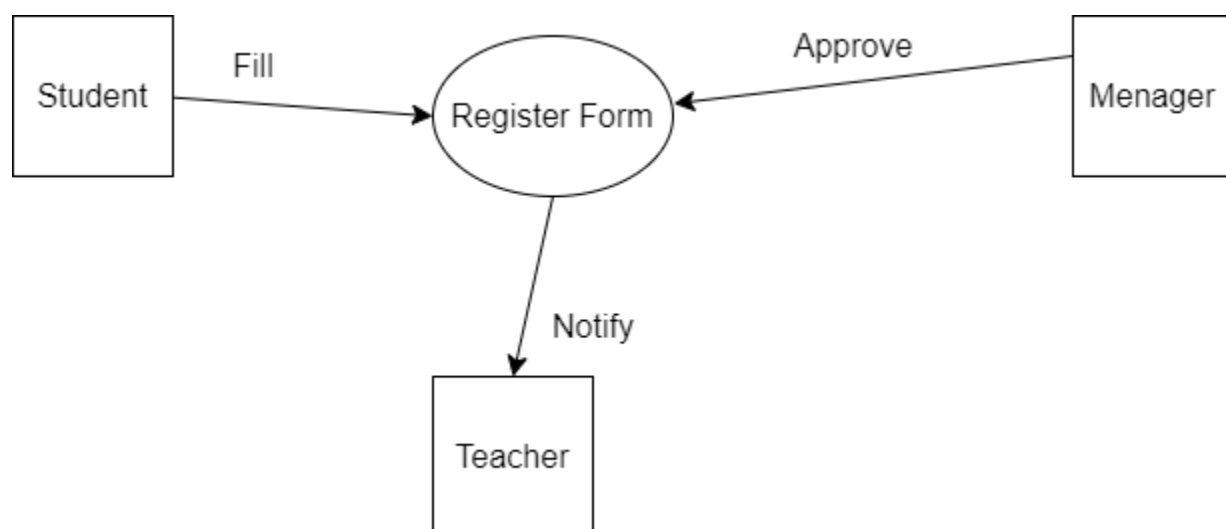 Student
Fill
Register Form
Approve
Menager
Notify
Teacher